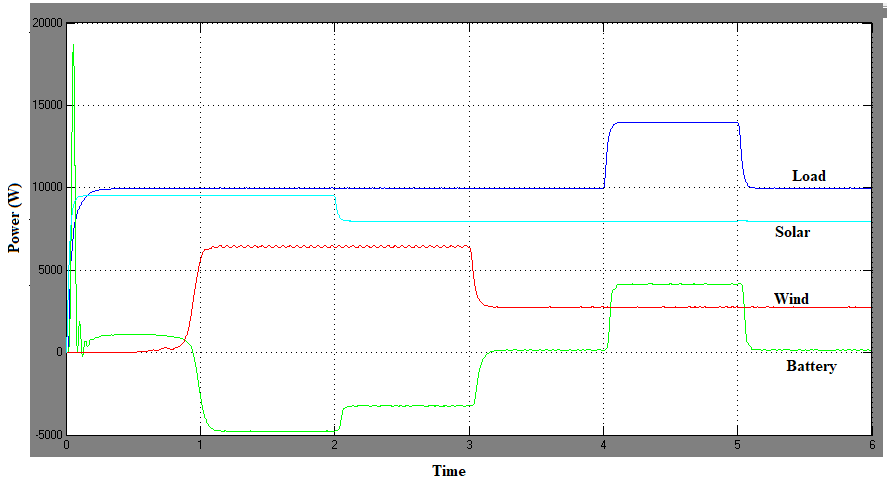 20000
15000
10000
5000
0
-5000
Power (W)
Load
Solar
Wind
Battery
0 1 2 3 4 5 6
Time